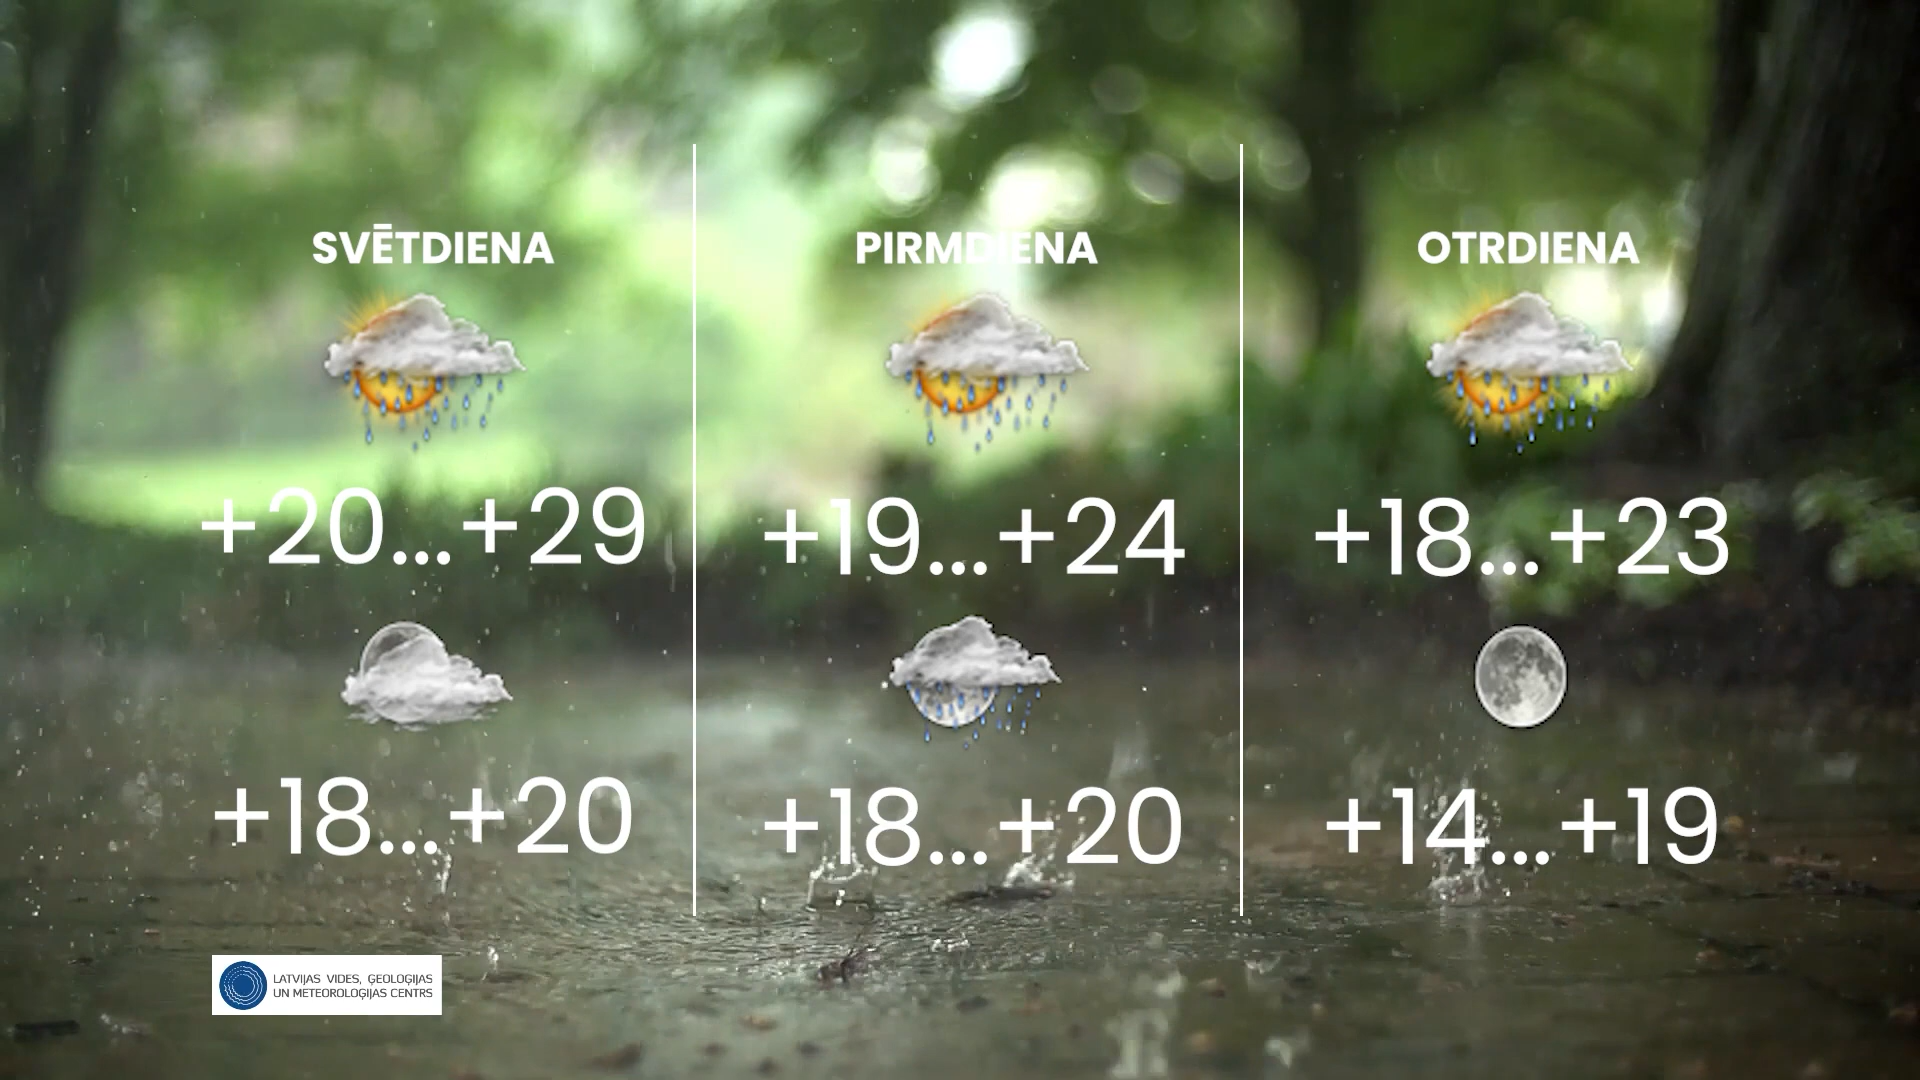 SVĒTDIENA
+20...+29
+18...+20
PIRMDIENA
+19...+24
+18...+20
OTRDIENA
+18...+23
+14...+19
LATVIJAS VIDES, ĢEOLOĢIJAS
UN METEOROLOĢIJAS CENTRS